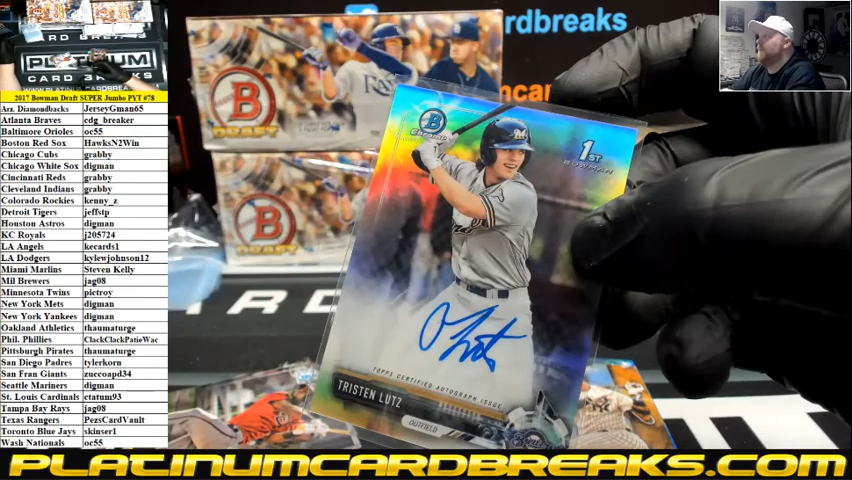 PLATINUM
CARD BREAKS
WWW.PLATINUMCARDBREAKS.COM
2017 Bowman Draft SUPER Jumbo PYT #78
Arz. Diamondbacks JerseyGman65
Atlanta Braves cdg_breaker
Baltimore Orioles oc55
Boston Red Sox HawksN2Win
Chicago Cubs grabby
Chicago White Sox digman
Cincinnati Reds grabby
Cleveland Indians grabby
Colorado Rockies kenny_z
Detroit Tigers jeffstp
Houston Astros digman
KC Royals j205724
LA Angels kecards1
LA Dodgers kylewjohnson12
Miami Marlins Steven Kelly
Mil Brewers jag08
Minnesota Twins pictroy
New York Mets digman
New York Yankees digman
Oakland Athletics thaumaturge
Phil. Phillies ClackClackPatieWac
Pittsburgh Pirates thaumaturge
San Diego Padres tylerkorn
San Fran Giants zuccoapd34
Seattle Mariners digman
St. Louis Cardinals ctatum93
Tampa Bay Rays jag08
Texas Rangers PezsCardVault
Toronto Blue Jays skinser1
Wash Nationals oc55
B
DRAFT
B
DRAFT
rdbreaks
car
B
Chrome
1ST
BOWMAN
TOPPS CERTIFIED AUTOGRAPH ISSUE
TRISTEN LUTZ
OUTFIELD
PLATINUMCARDBREAKS.COM